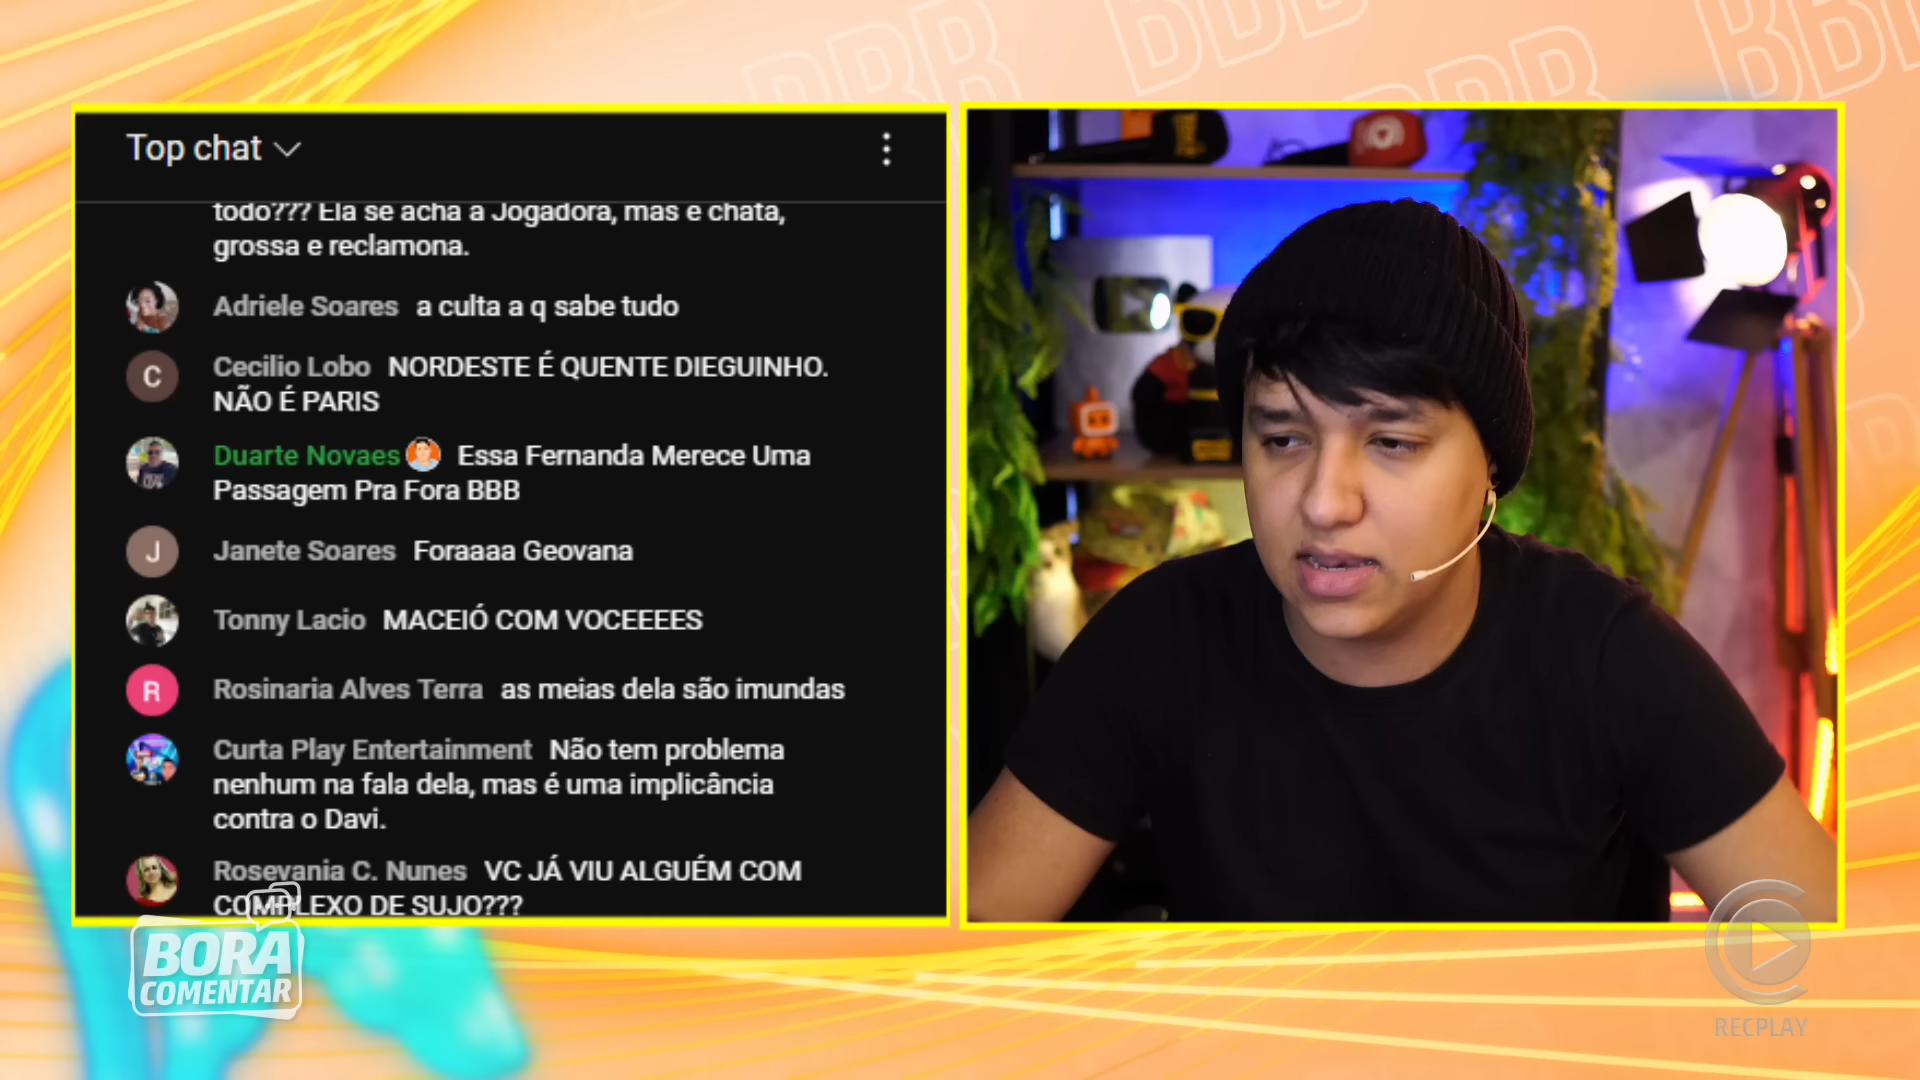 BBB
BBB
BBB
BBB
Top chat
todo??? Ela se acha a Jogadora, mas e chata,
grossa e reclamona.
Adriele Soares a culta a q sabe tudo
Cecilio Lobo NORDESTE É QUENTE DIEGUINHO.
NÃO É PARIS
C
Duarte Novaes Essa Fernanda Merece Uma
Passagem Pra Fora BBB
J
Janete Soares Foraaaa Geovana
Tonny Lacio MACEIÓ COM VOCEEEES
R
Rosinaria Alves Terra as meias dela são imundas
Curta Play Entertainment Não tem problema
nenhum na fala dela, mas é uma implicância
contra o Davi.
Rosevania C. Nunes VC JÁ VIU ALGUÉM COM
COMPLEXO DE SUJO???
BORA
COMENTAR
RECPLAY